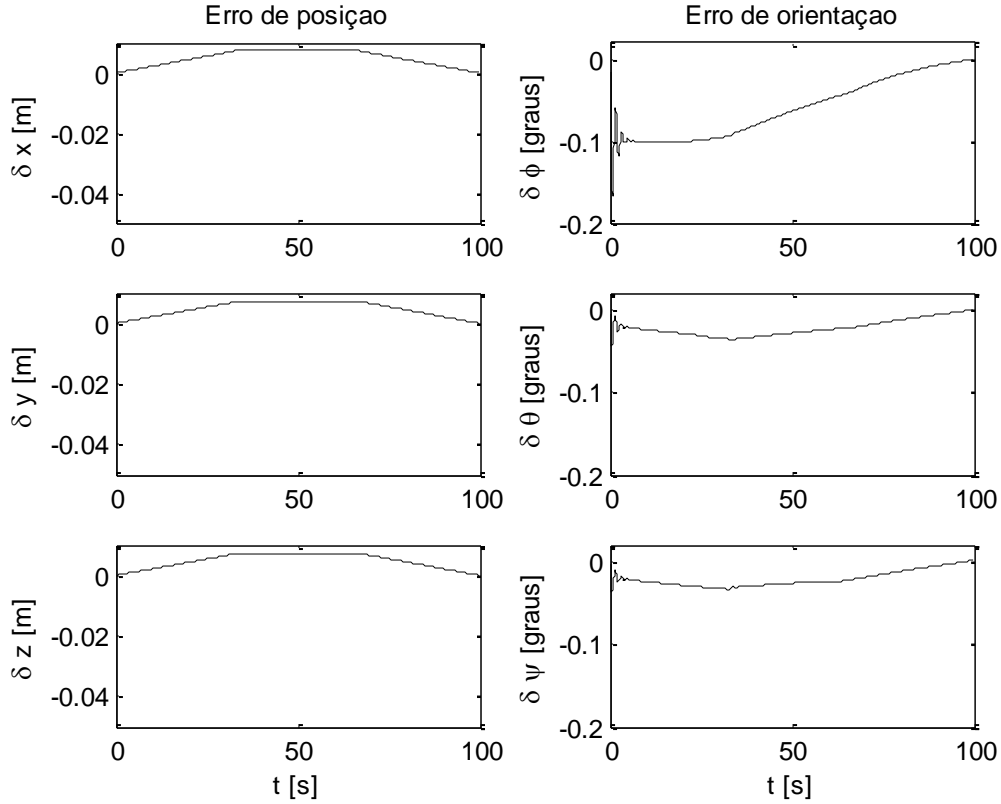 Erro de posiçao
Erro de orientaçao
δ x [m]
0
-0.02
-0.04
0 50 100
δ ϕ [graus]
0
-0.1
-0.2
0 50 100
δ y [m]
0
-0.02
-0.04
0 50 100
δ θ [graus]
0
-0.1
-0.2
0 50 100
δ z [m]
0
-0.02
-0.04
0 50 100
t [s]
δ ψ [graus]
0
-0.1
-0.2
0 50 100
t [s]